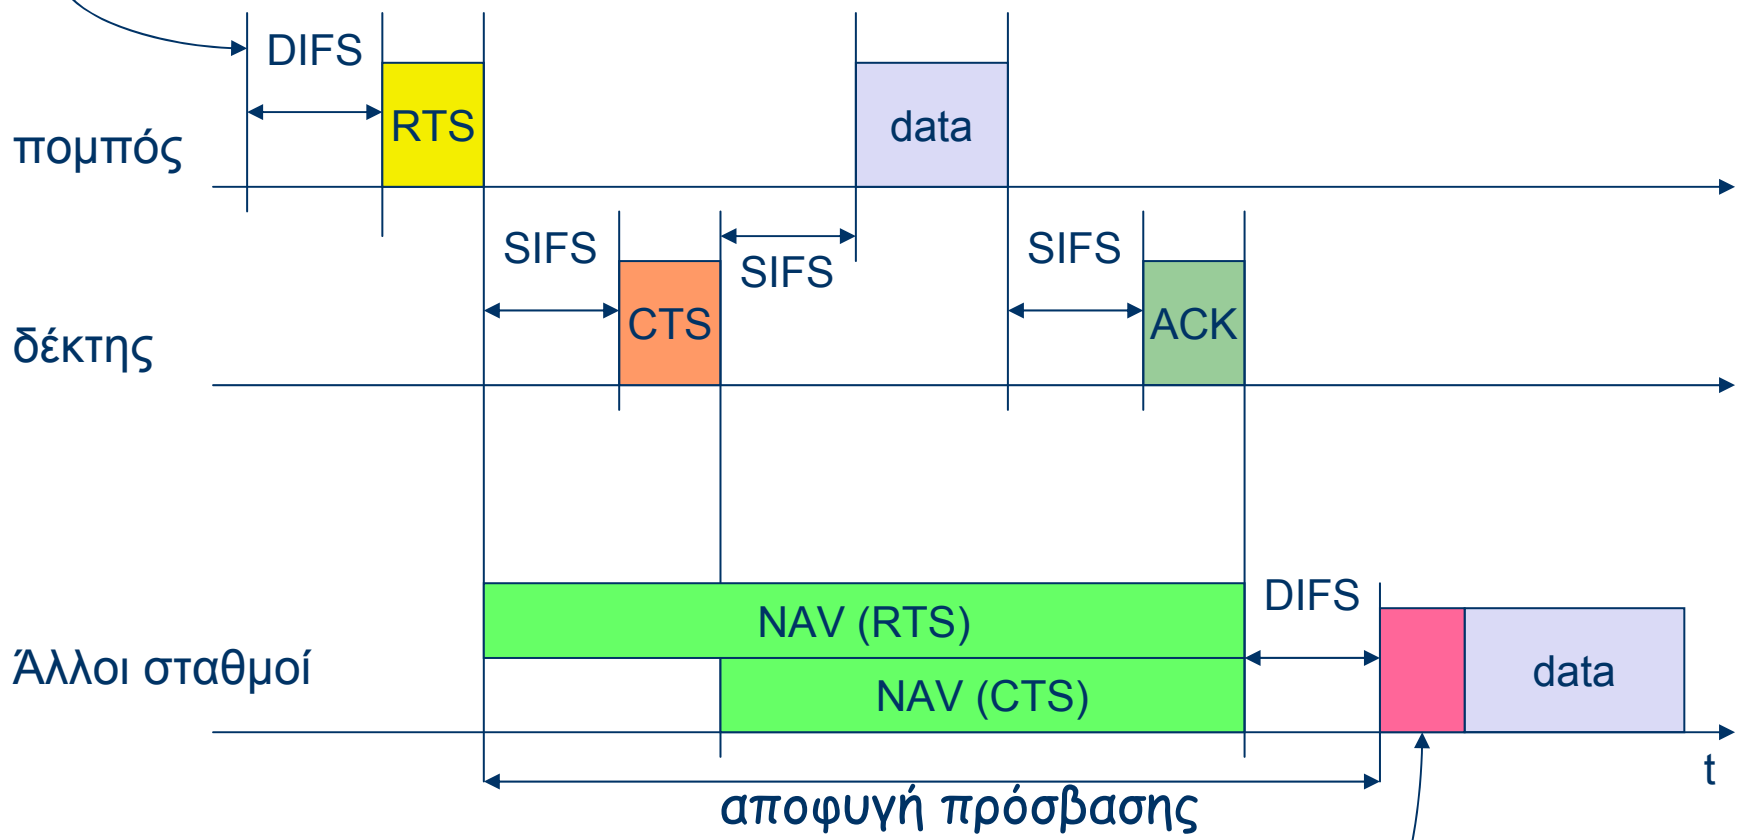 DIFS
RTS
data
πομπός
SIFS
SIFS
SIFS
CTS
ACK
δέκτης
DIFS
NAV (RTS)
Άλλοι σταθμοί
data
NAV (CTS)
t
αποφυγή πρόσβασης